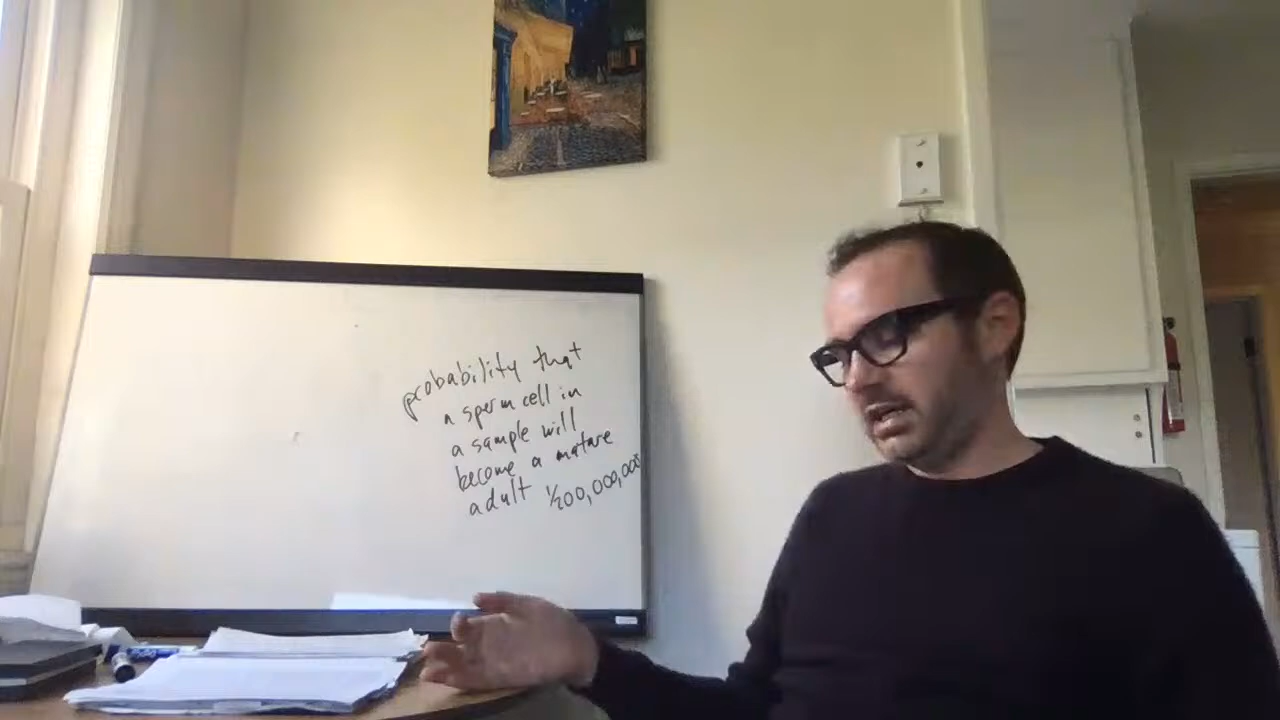 probability that
a sperm cell in
a sample will
become a mature
adult 1/200,000,000